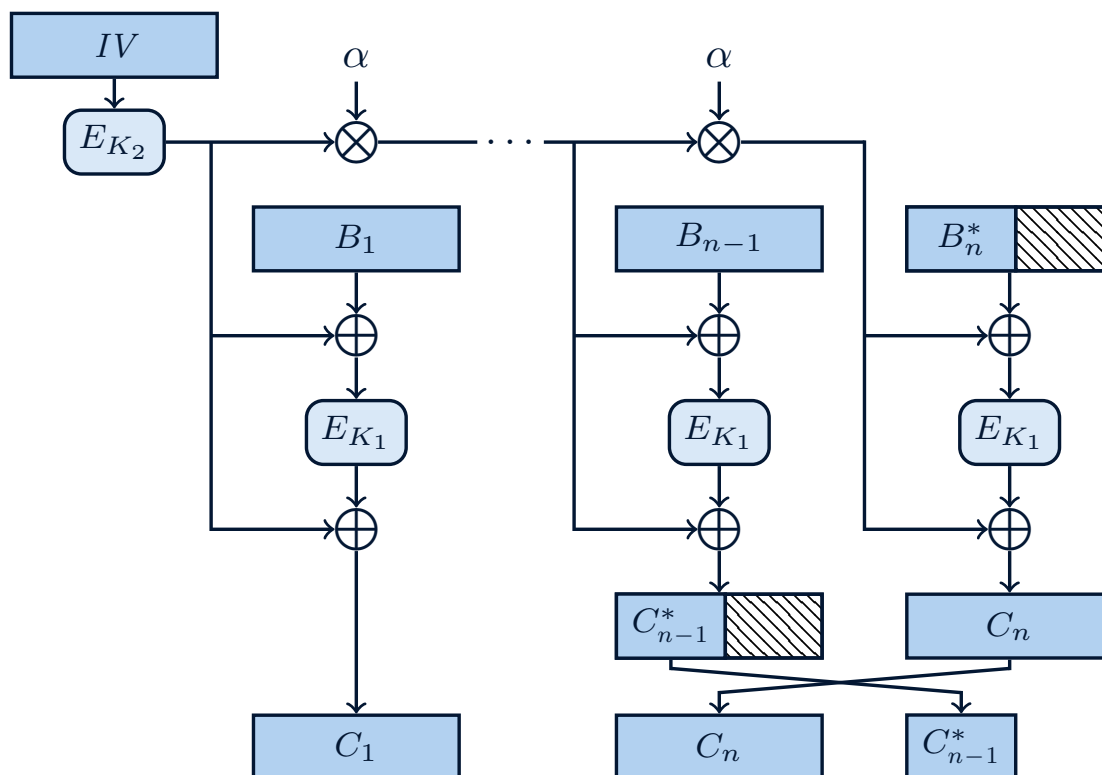 IV
α α
E_{K_2} ···
B_1 B_{n−1} B_n^*
E_{K_1} E_{K_1} E_{K_1}
C_{n−1}^* C_n
C_1 C_n C_{n−1}^*